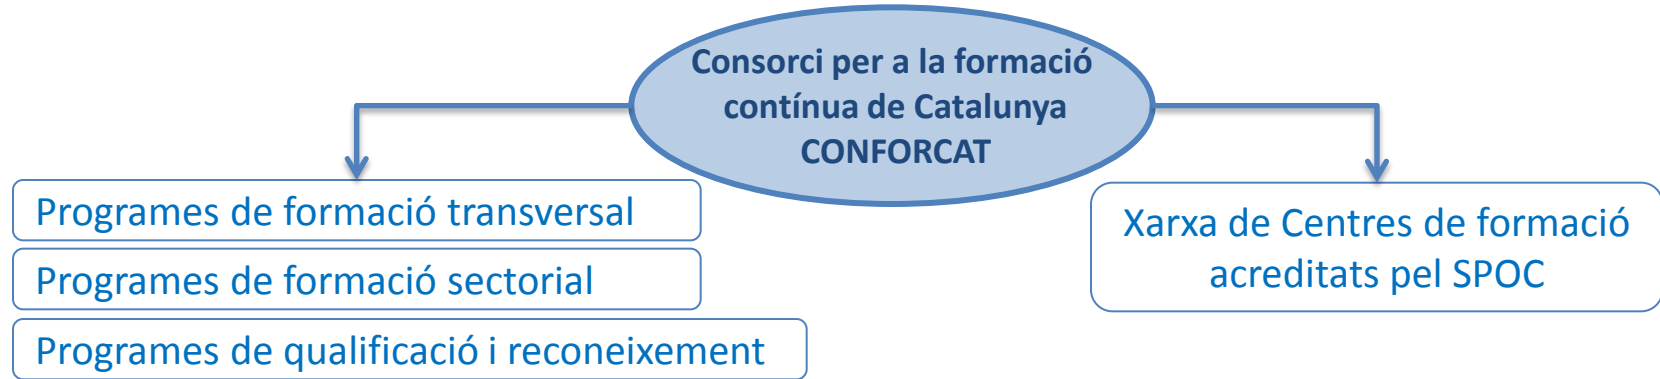 Consorci per a la formació
contínua de Catalunya
CONFORCAT
Programes de formació transversal
Programes de formació sectorial
Programes de qualificació i reconeixement
Xarxa de Centres de formació
acreditats pel SPOC